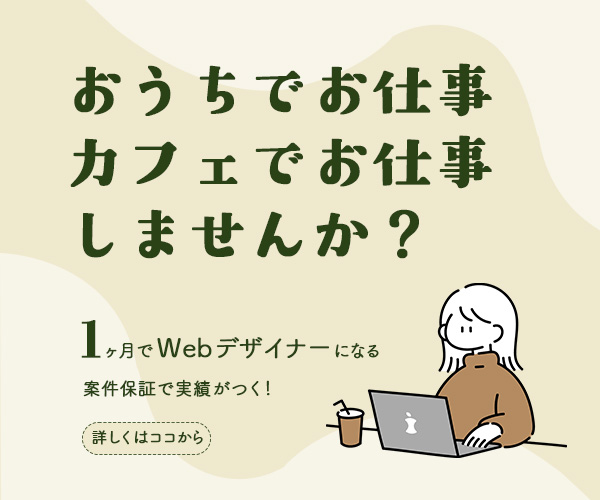 おうちでお仕事
カフェでお仕事
しませんか？
1ヶ月でWebデザイナーになる
案件保証で実績がつく！
詳しくはココから